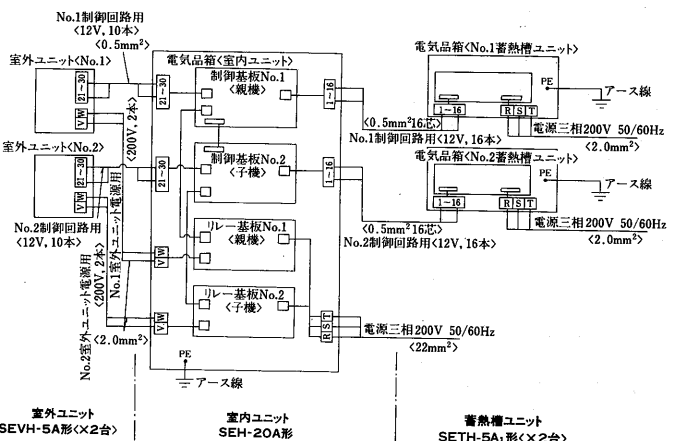 No.1制御回路用
<12V, 10本>
<0.5mm²>
室外ユニット<No.1>
21~30
V W
<200V, 2本>
No.1室外ユニット電源用
室外ユニット<No.2>
21~30
V W
No.2制御回路用
<12V, 10本>
<200V, 2本>
No.2室外ユニット電源用
<2.0mm²>
電気品箱<室内ユニット>
21~30
制御基板No.1
<親機>
1~16
21~30
制御基板No.2
<子機>
1~16
リレー基板No.1
<親機>
V W
リレー基板No.2
<子機>
V W
R S T
電源三相200V 50/60Hz
<22mm²>
PE
アース線
電気品箱<No.1蓄熱槽ユニット>
PE
アース線
1~16
R S T
<0.5mm²16芯>
No.1制御回路用<12V, 16本>
電源三相200V 50/60Hz
<2.0mm²>
電気品箱<No.2蓄熱槽ユニット>
PE
アース線
1~16
R S T
<0.5mm²16芯>
No.2制御回路用<12V, 16本>
電源三相200V 50/60Hz
<2.0mm²>
室外ユニット
SEVH-5A形<×2台>
室内ユニット
SEH-20A形
蓄熱槽ユニット
SETH-5A₁形<×2台>